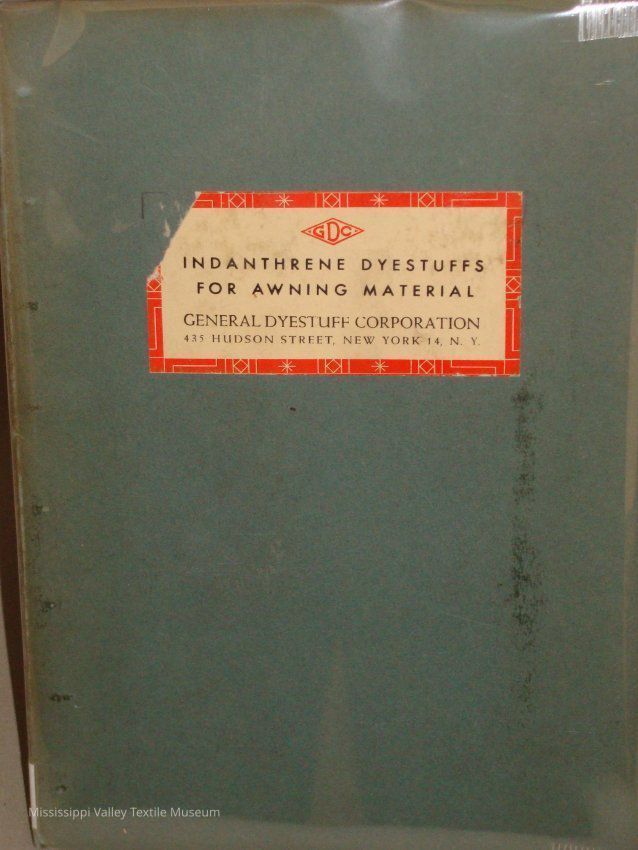 GDC
INDANTHRENE DYESTUFFS
FOR AWNING MATERIAL
GENERAL DYESTUFF CORPORATION
435 HUDSON STREET, NEW YORK 14, N. Y.
Mississippi Valley Textile Museum